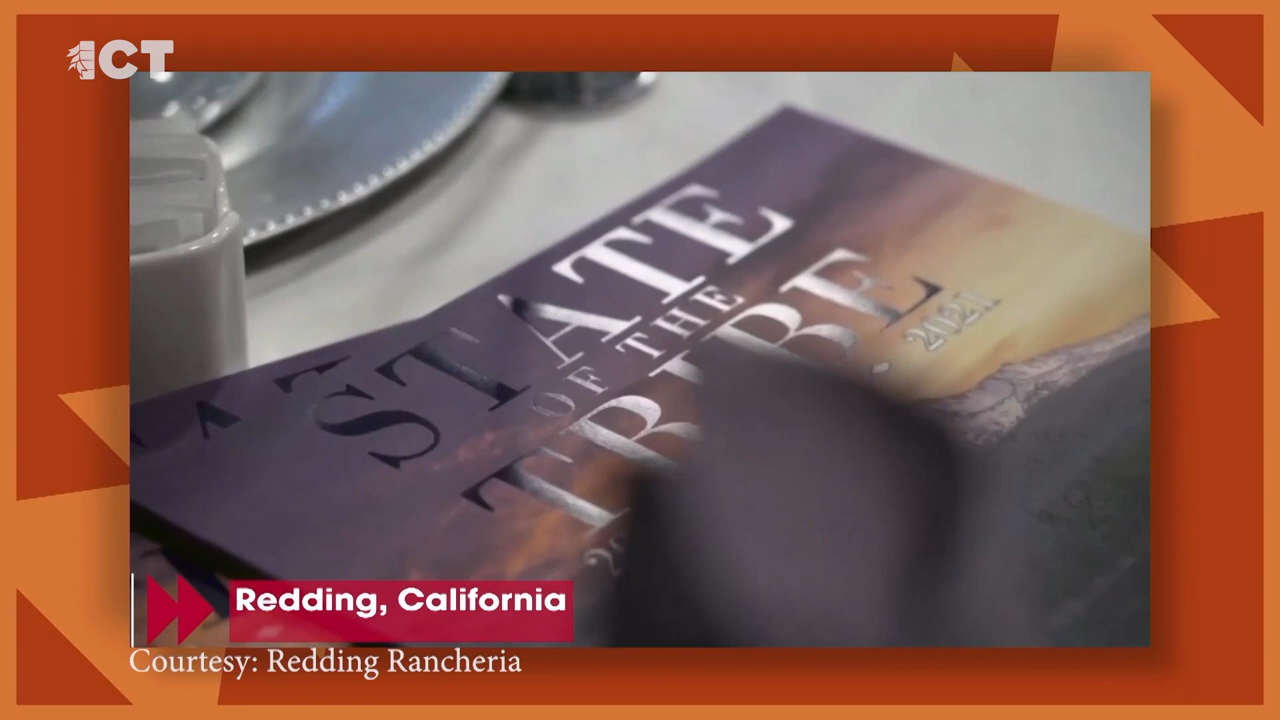 ICT
STATE
OF THE
TRIBE
2021
Redding, California
Courtesy: Redding Rancheria